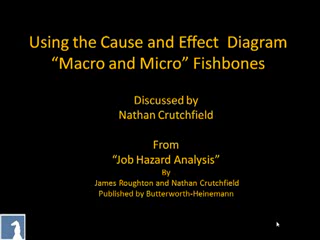 Using the Cause and Effect Diagram
“Macro and Micro” Fishbones
Discussed by
Nathan Crutchfield
From
“Job Hazard Analysis”
By
James Roughton and Nathan Crutchfield
Published by Butterworth-Heinemann